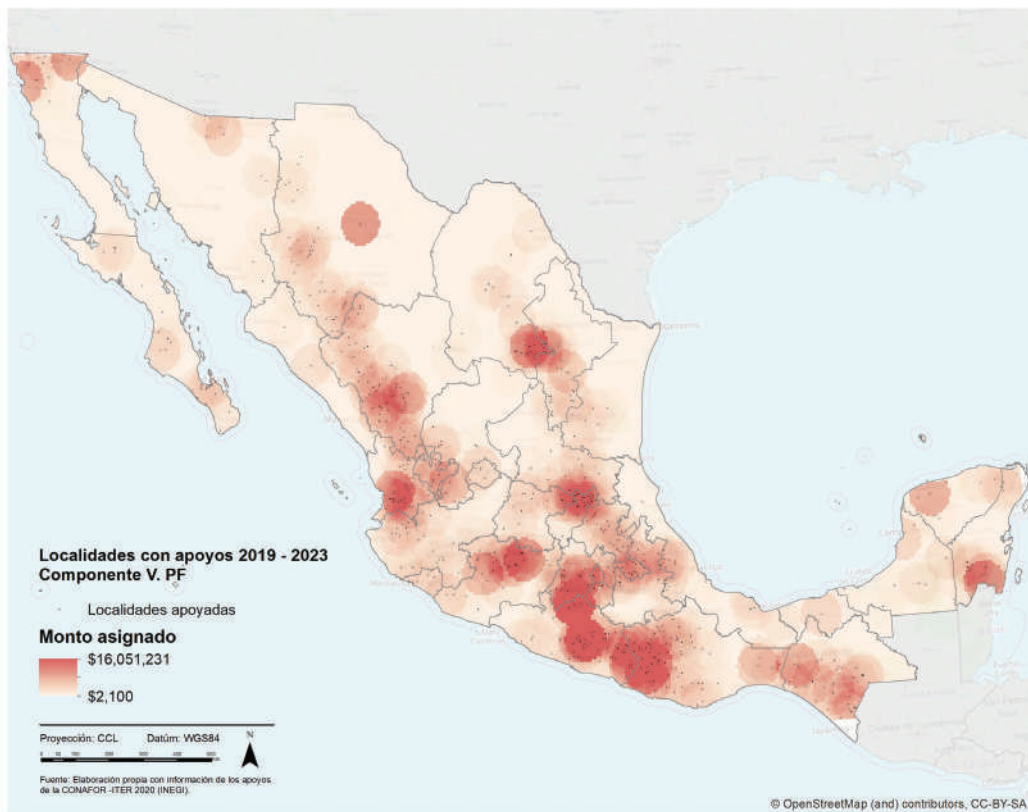 Localidades con apoyos 2019 - 2023
Componente V. PF
Localidades apoyadas
Monto asignado
$16,051,231
$2,100
Proyección: CCL Datúm: WGS84
N
Fuente: Elaboración propia con información de los apoyos
de la CONAFOR -ITER 2020 (INEGI).
© OpenStreetMap (and) contributors, CC-BY-SA